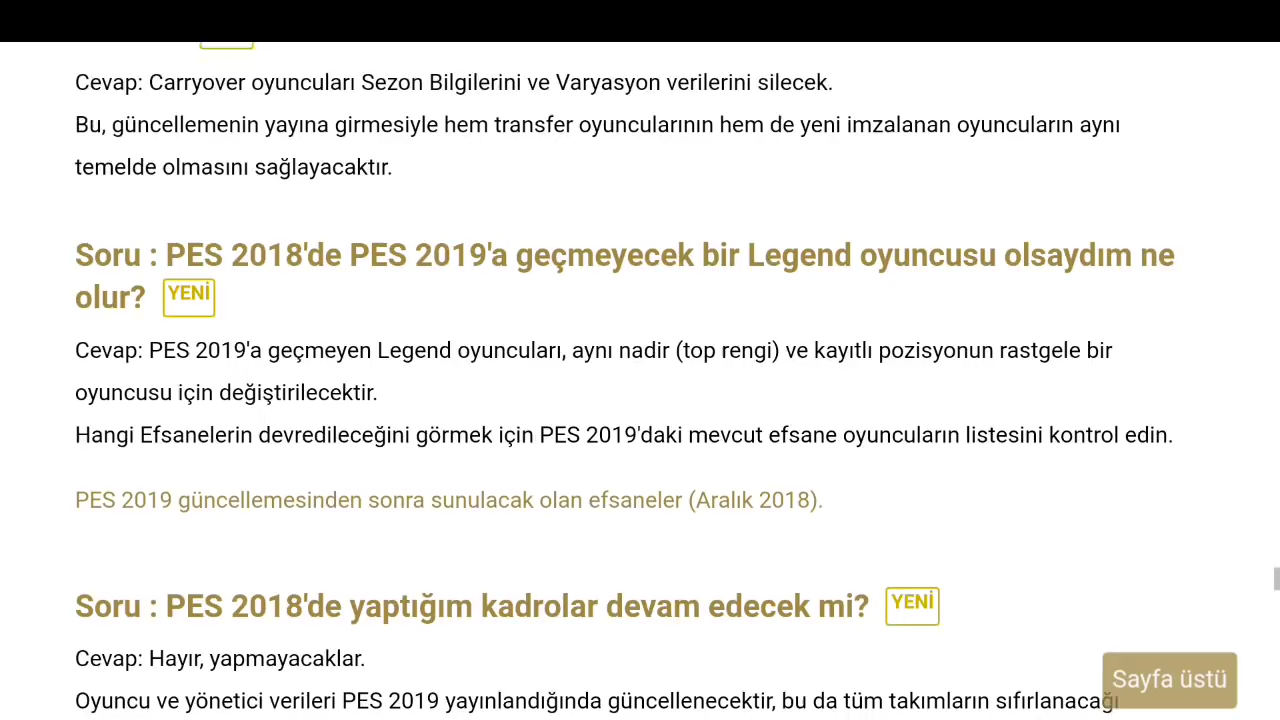 Cevap: Carryover oyuncuları Sezon Bilgilerini ve Varyasyon verilerini silecek.
Bu, güncellemenin yayına girmesiyle hem transfer oyuncularının hem de yeni imzalanan oyuncuların aynı
temelde olmasını sağlayacaktır.
Soru : PES 2018'de PES 2019'a geçmeyecek bir Legend oyuncusu olsaydım ne
olur? YENİ
Cevap: PES 2019'a geçmeyen Legend oyuncuları, aynı nadir (top rengi) ve kayıtlı pozisyonun rastgele bir
oyuncusu için değiştirilecektir.
Hangi Efsanelerin devredileceğini görmek için PES 2019'daki mevcut efsane oyuncuların listesini kontrol edin.
PES 2019 güncellemesinden sonra sunulacak olan efsaneler (Aralık 2018).
Soru : PES 2018'de yaptığım kadrolar devam edecek mi? YENİ
Cevap: Hayır, yapmayacaklar.
Sayfa üstü
Oyuncu ve yönetici verileri PES 2019 yayınlandığında güncellenecektir, bu da tüm takımların sıfırlanacağı